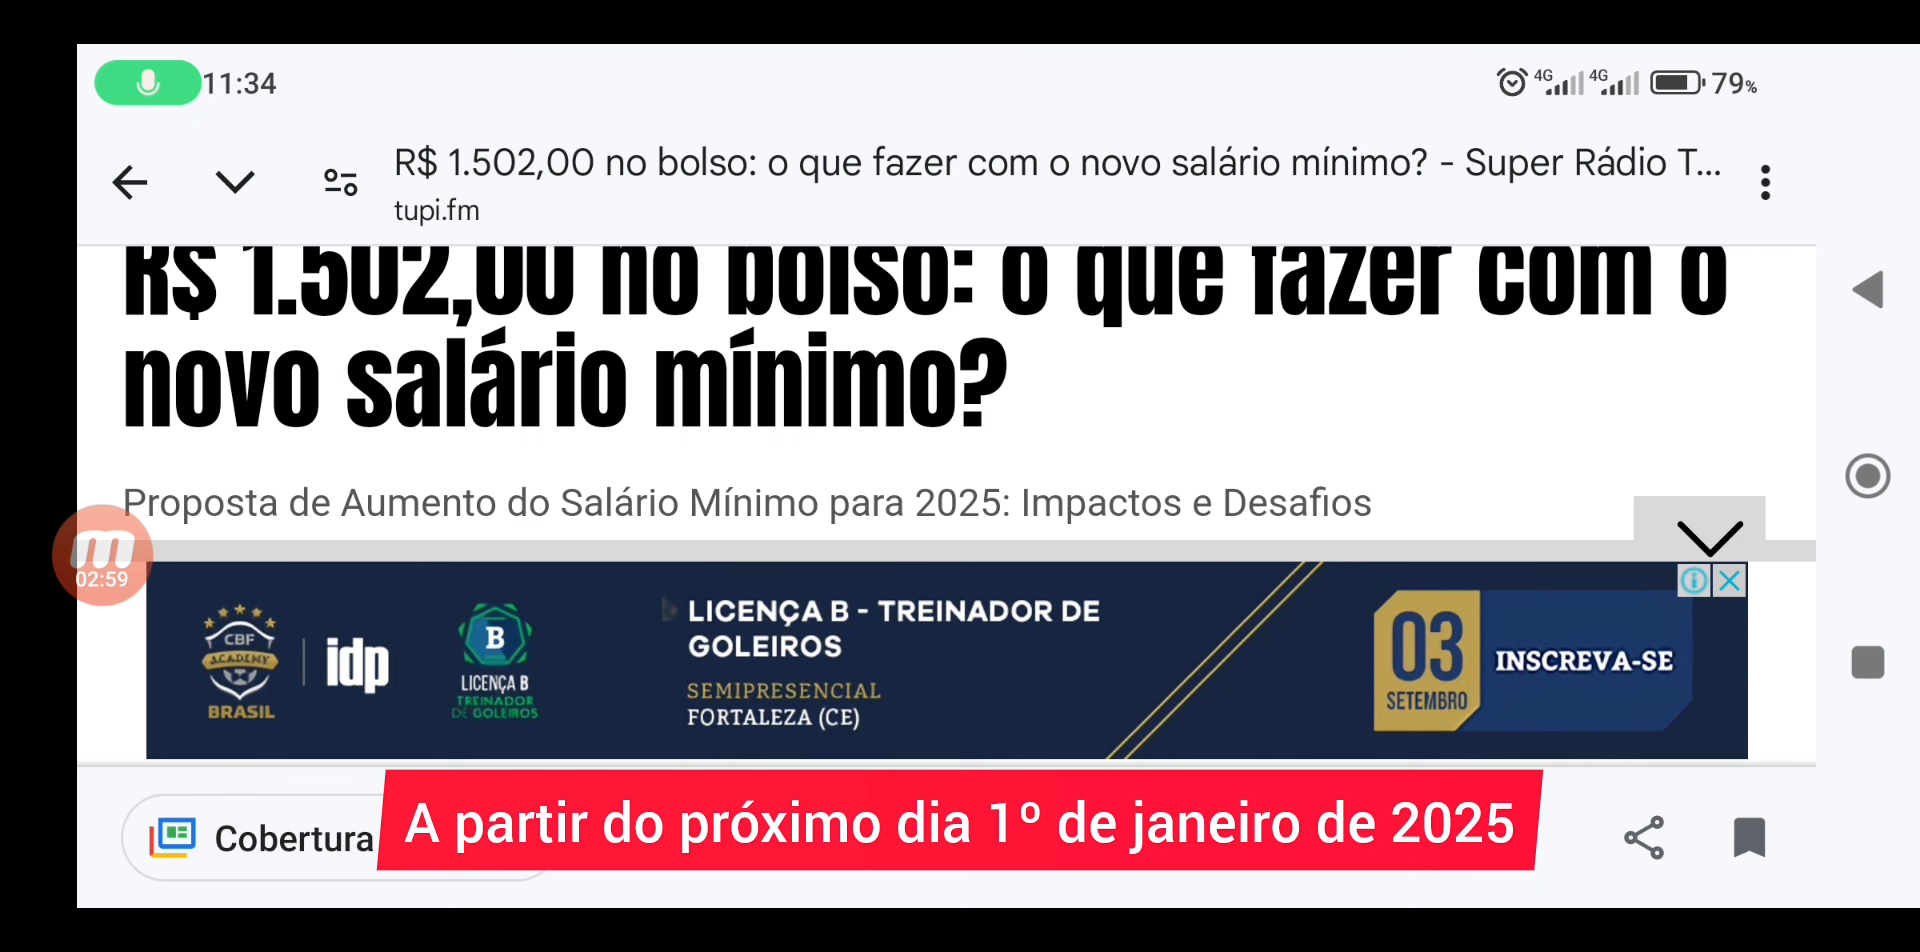 11:34
4G 4G 79%
R$ 1.502,00 no bolso: o que fazer com o novo salário mínimo? - Super Rádio T...
tupi.fm
R$ 1.502,00 no bolso: o que fazer com o
novo salário mínimo?
Proposta de Aumento do Salário Mínimo para 2025: Impactos e Desafios
02:59
CBF
ACADEMY
BRASIL
idp
B
LICENÇA B
TREINADOR
DE GOLEIROS
LICENÇA B - TREINADOR DE
GOLEIROS
SEMIPRESENCIAL
FORTALEZA (CE)
03
SETEMBRO
INSCREVA-SE
Cobertura
A partir do próximo dia 1º de janeiro de 2025